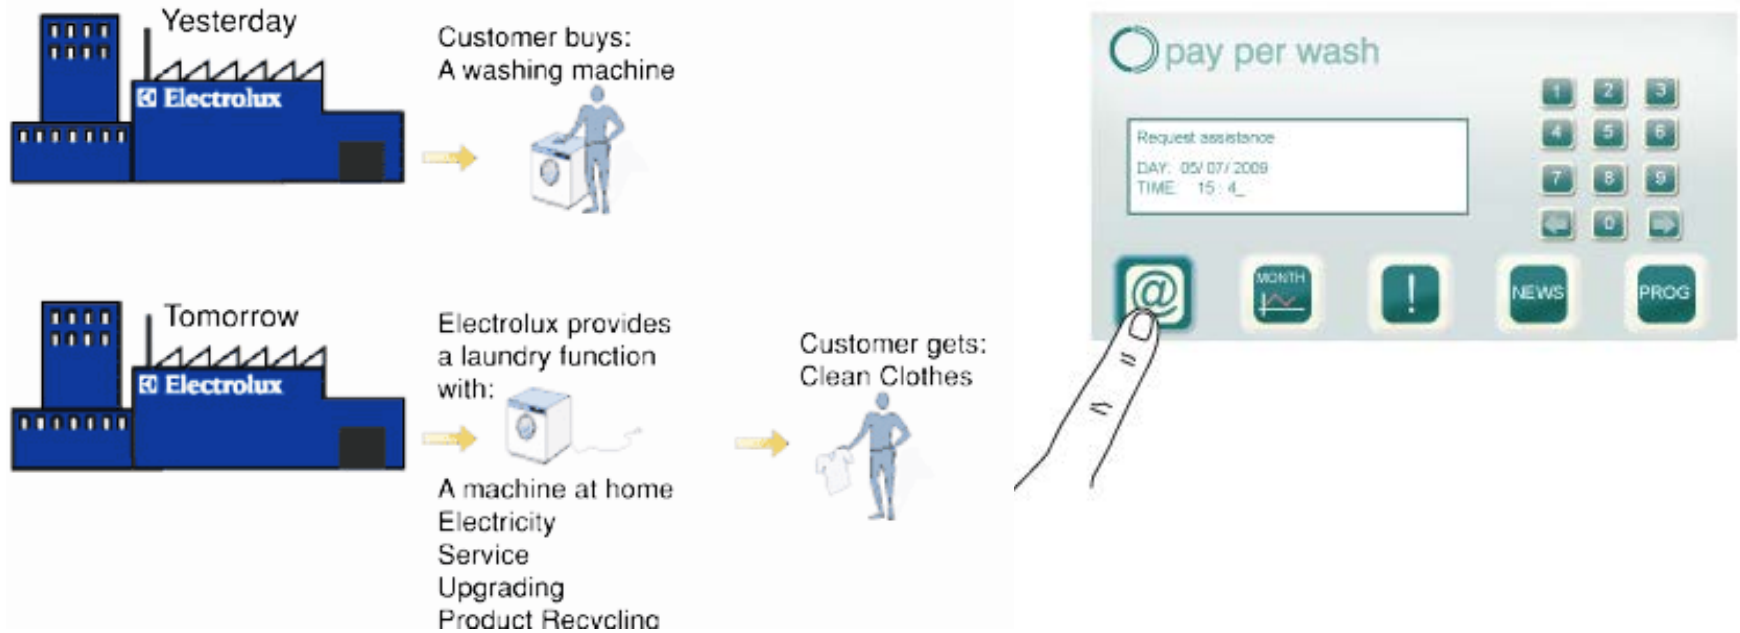 Yesterday
Electrolux
Customer buys:
A washing machine
Tomorrow
Electrolux
Electrolux provides
a laundry function
with:
A machine at home
Electricity
Service
Upgrading
Product Recycling
Customer gets:
Clean Clothes
pay per wash
Request assistance
DAY: 05/07/2009
TIME: 15 : 4_
1 2 3
4 5 6
7 8 9
0
@
MONTH
!
NEWS
PROG